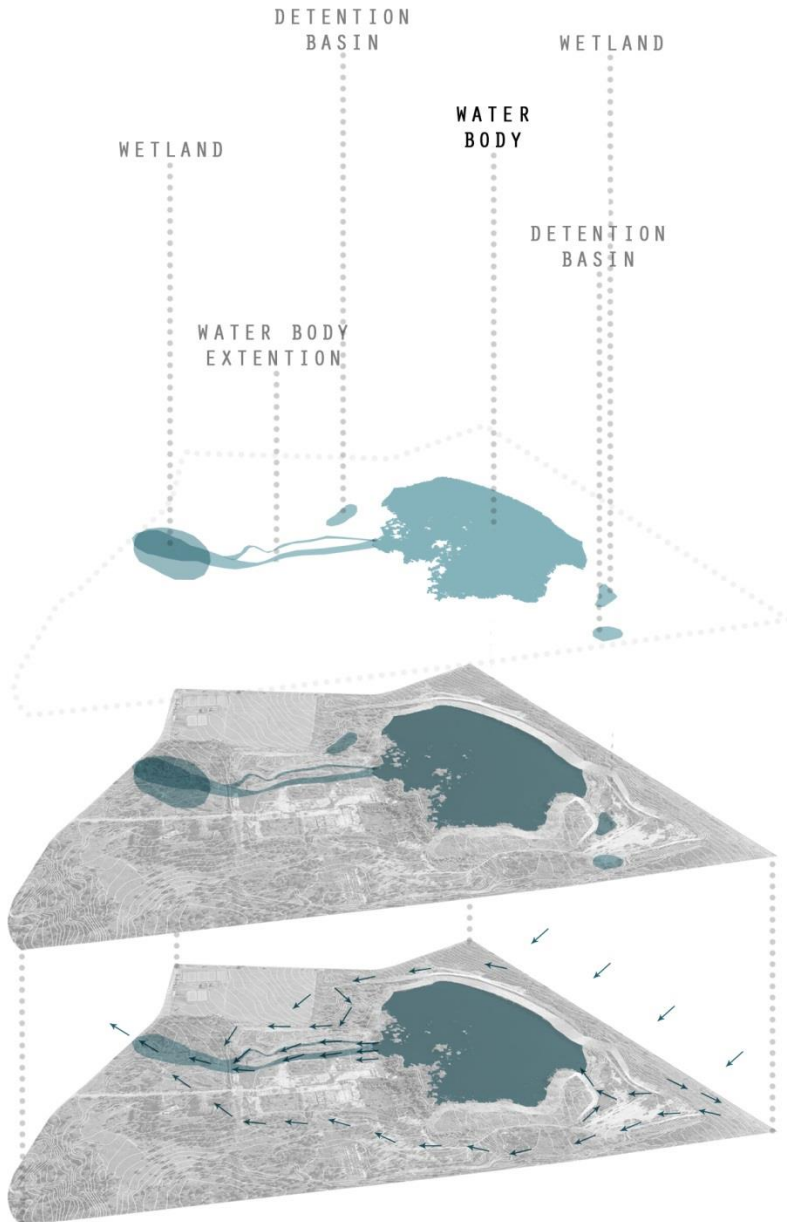 DETENTION
BASIN
WETLAND
WATER
BODY
WETLAND
DETENTION
BASIN
WATER BODY
EXTENTION